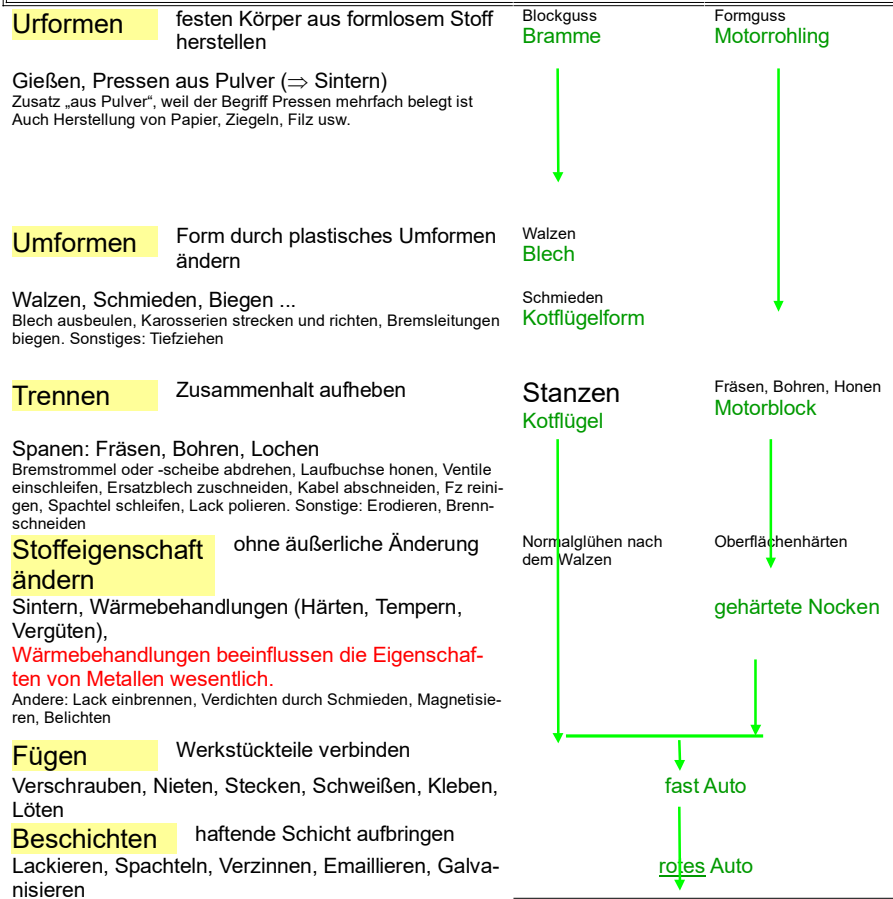 Urformen
festen Körper aus formlosem Stoff
herstellen
Blockguss
Bramme
Formguss
Motorrohling
Gießen, Pressen aus Pulver (⇒ Sintern)
Zusatz „aus Pulver“, weil der Begriff Pressen mehrfach belegt ist
Auch Herstellung von Papier, Ziegeln, Filz usw.
Umformen
Form durch plastisches Umformen
ändern
Walzen
Blech
Walzen, Schmieden, Biegen ...
Blech ausbeulen, Karosserien strecken und richten, Bremsleitungen
biegen. Sonstiges: Tiefziehen
Schmieden
Kotflügelform
Trennen
Zusammenhalt aufheben
Stanzen
Kotflügel
Fräsen, Bohren, Honen
Motorblock
Spanen: Fräsen, Bohren, Lochen
Bremstrommel oder -scheibe abdrehen, Laufbuchse honen, Ventile
einschleifen, Ersatzblech zuschneiden, Kabel abschneiden, Fz reini-
gen, Spachtel schleifen, Lack polieren. Sonstige: Erodieren, Brenn-
schneiden
Stoffeigenschaft
ändern
ohne äußerliche Änderung
Normalglühen nach
dem Walzen
Oberflächenhärten
Sintern, Wärmebehandlungen (Härten, Tempern,
Vergüten),
gehärtete Nocken
Wärmebehandlungen beeinflussen die Eigenschaf-
ten von Metallen wesentlich.
Andere: Lack einbrennen, Verdichten durch Schmieden, Magnetisie-
ren, Belichten
Fügen
Werkstückteile verbinden
Verschrauben, Nieten, Stecken, Schweißen, Kleben,
Löten
fast Auto
Beschichten
haftende Schicht aufbringen
Lackieren, Spachteln, Verzinnen, Emaillieren, Galva-
nisieren
rotes Auto